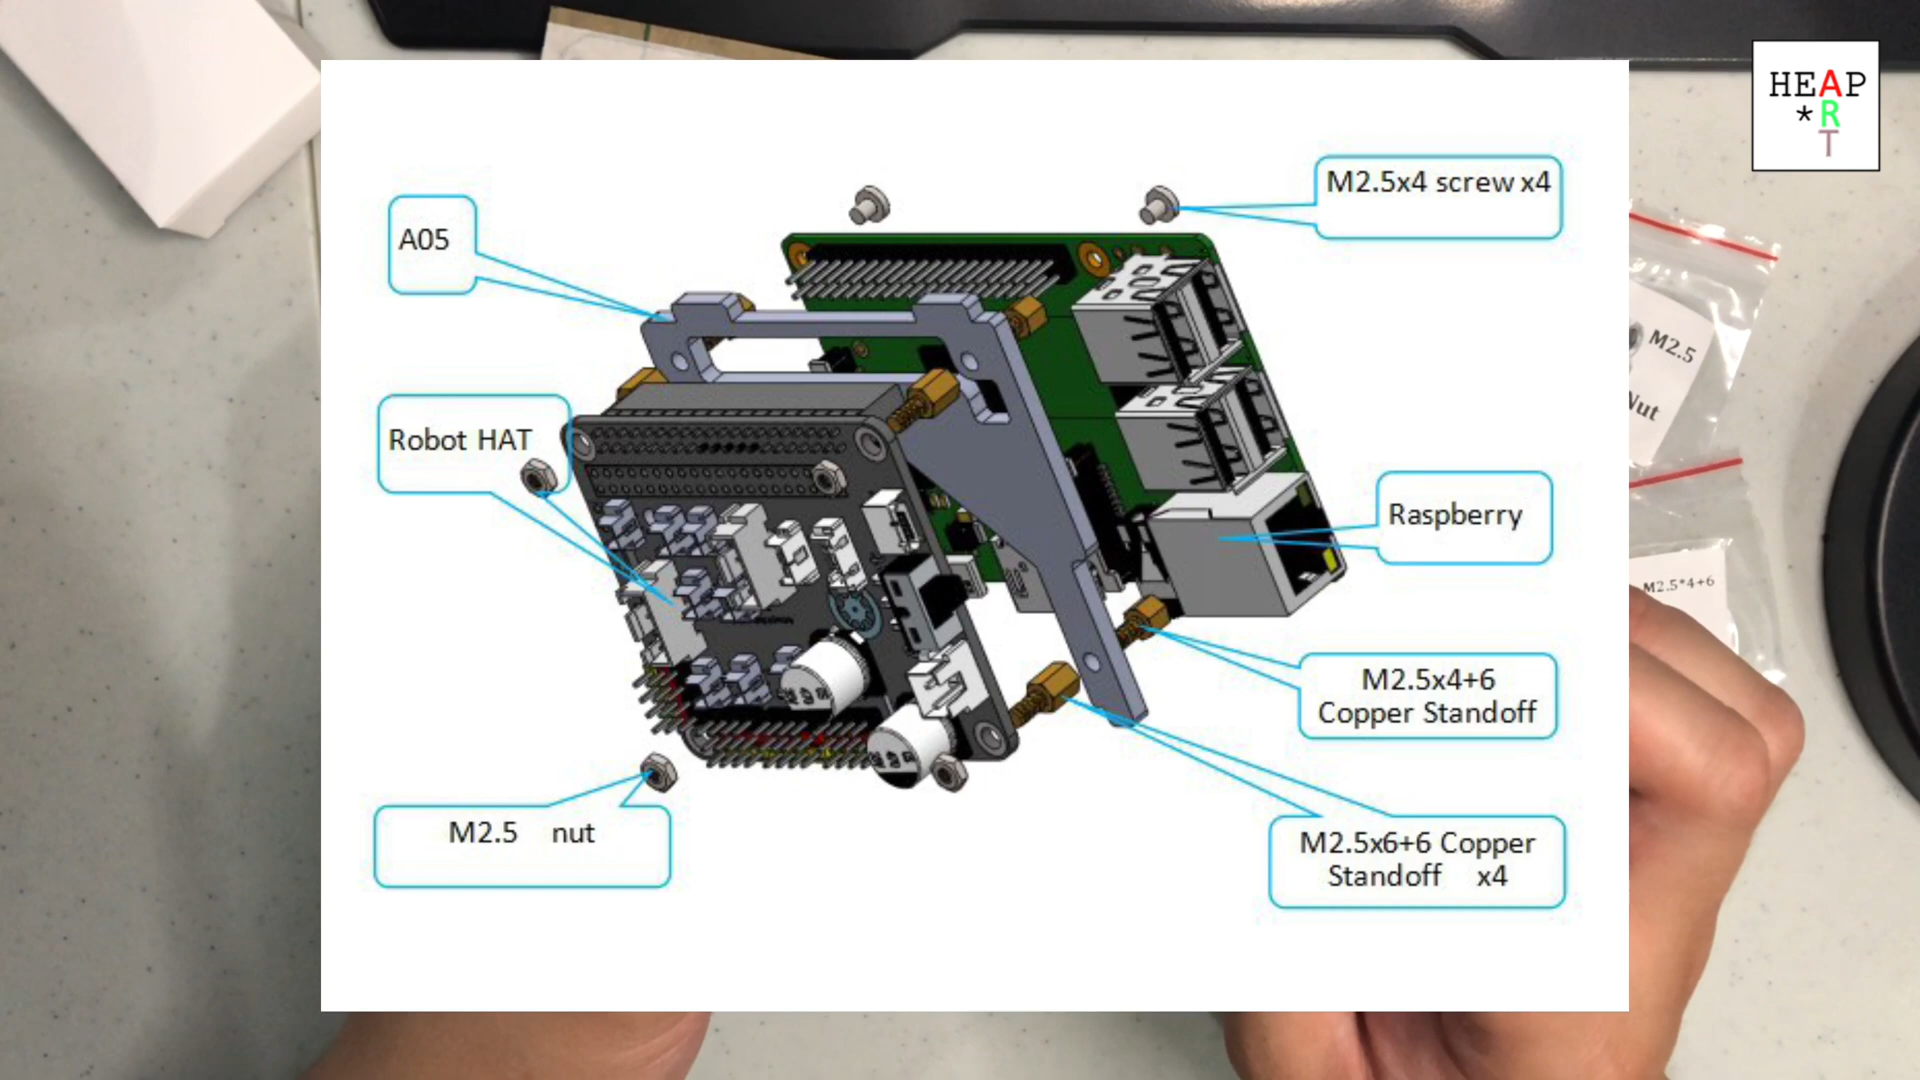 HEAP
*R
T
M2.5x4 screw x4
A05
M2.5
Nut
Robot HAT
Raspberry
M2.5*4+6
M2.5x4+6
Copper Standoff
M2.5 nut
M2.5x6+6 Copper
Standoff x4